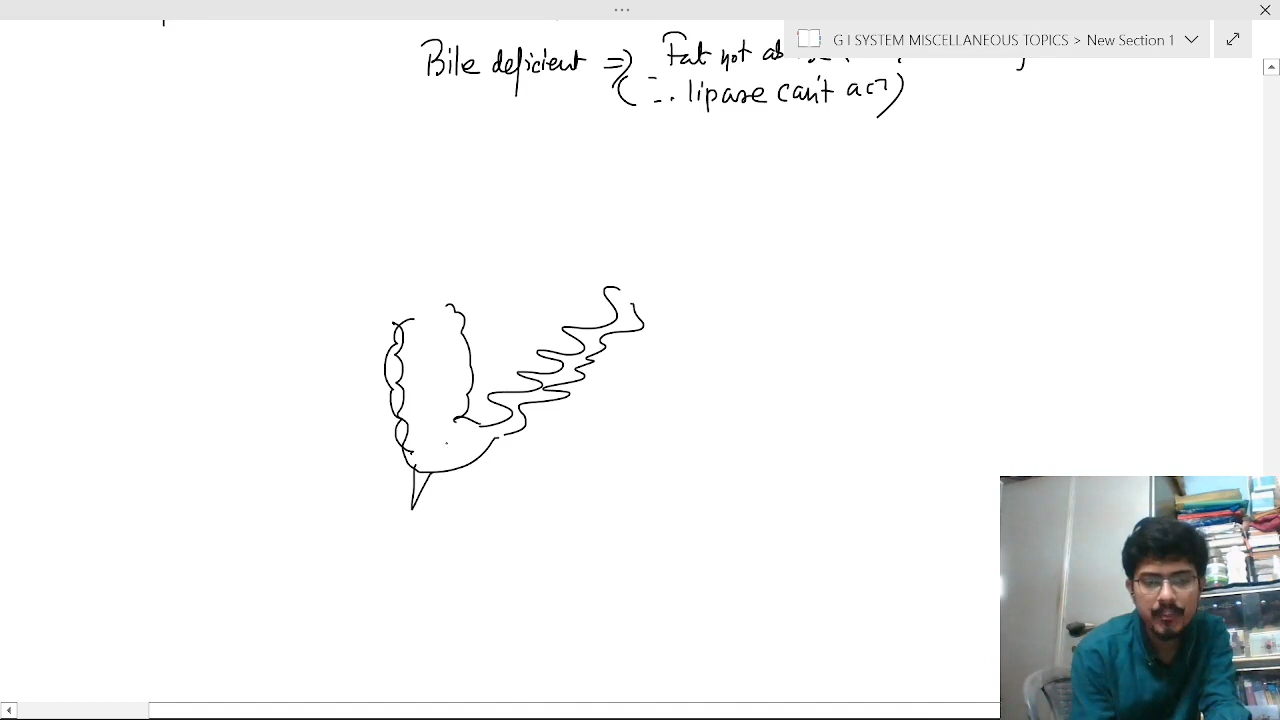 G I SYSTEM MISCELLANEOUS TOPICS > New Section 1
Bile deficient ⇒ Fat not ab
(∵ lipase can't act)